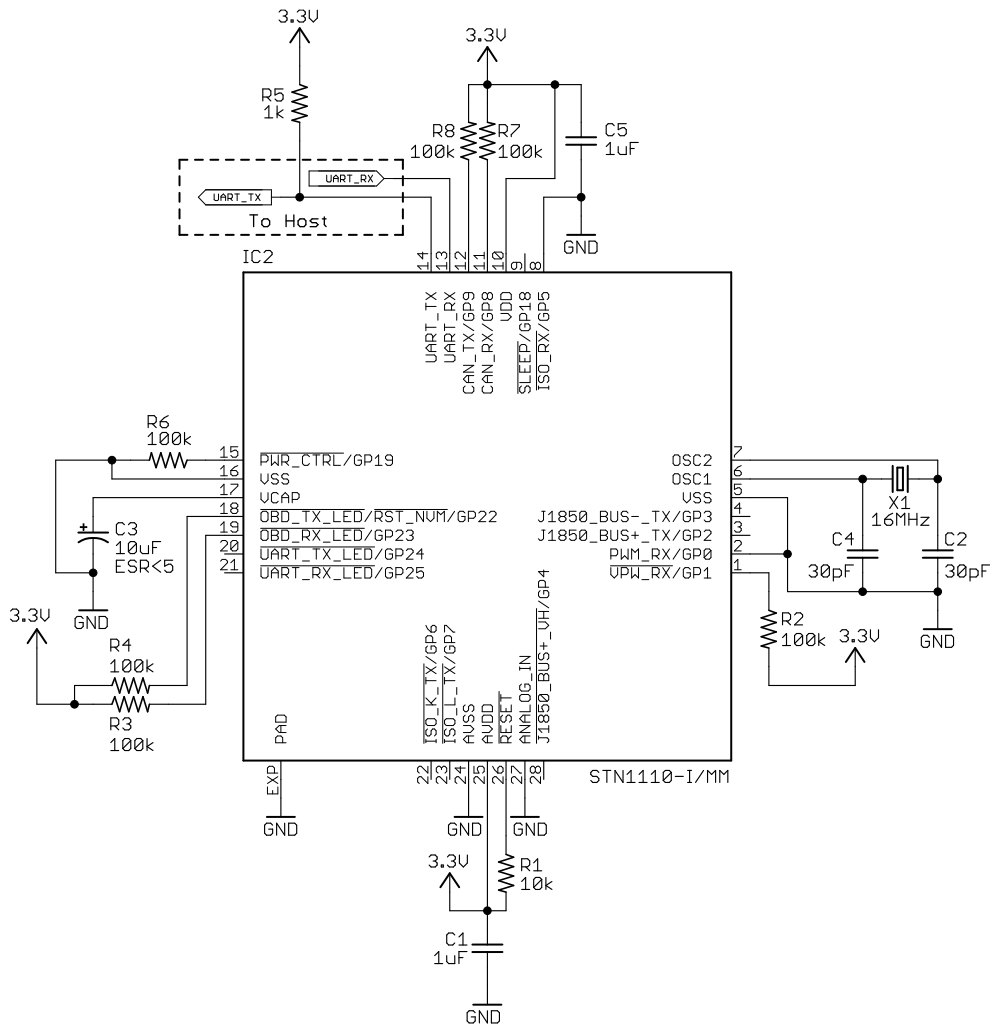 3.3V
3.3V
R5
1k
R8
100k
R7
100k
C5
1uF
UART_RX
UART_TX
To Host
GND
IC2
14
13
12
11
10
9
8
UART_TX
UART_RX
CAN_TX/GP9
CAN_RX/GP8
VDD
SLEEP/GP18
ISO_RX/GP5
R6
100k
15
16
17
18
19
20
21
PWR_CTRL/GP19
VSS
VCAP
OBD_TX_LED/RST_NVM/GP22
OBD_RX_LED/GP23
UART_TX_LED/GP24
UART_RX_LED/GP25
OSC2
OSC1
VSS
J1850_BUS-_TX/GP3
J1850_BUS+_TX/GP2
PWM_RX/GP0
VPW_RX/GP1
7
6
5
4
3
2
1
X1
16MHz
+
C3
10uF
ESR<5
C4
30pF
C2
30pF
GND
3.3V
R2
100k
3.3V
GND
R4
100k
R3
100k
PAD
ISO_K_TX/GP6
ISO_L_TX/GP7
AVSS
AVDD
RESET
ANALOG_IN
J1850_BUS+_VH/GP4
EXP
22
23
24
25
26
27
28
STN1110-I/MM
GND
GND
GND
3.3V
R1
10k
C1
1uF
GND